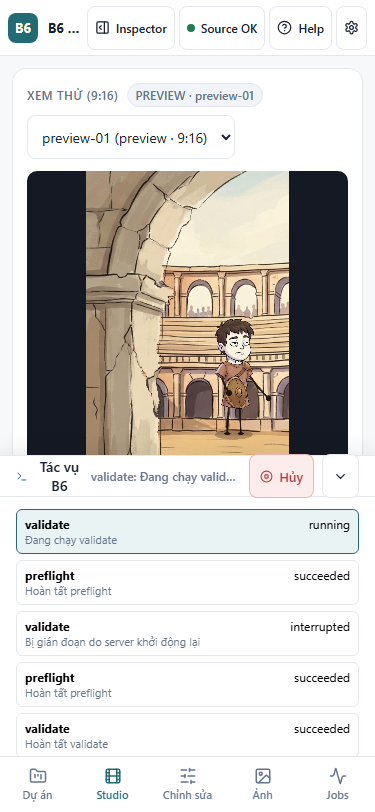 B6
B6 ...
Inspector
Source OK
Help
XEM THỬ (9:16)
PREVIEW · preview-01
preview-01 (preview · 9:16)
Tác vụ
B6
validate: Đang chạy valid...
Hủy
validate
running
Đang chạy validate
preflight
succeeded
Hoàn tất preflight
validate
interrupted
Bị gián đoạn do server khởi động lại
preflight
succeeded
Hoàn tất preflight
validate
succeeded
Hoàn tất validate
Dự án
Studio
Chỉnh sửa
Ảnh
Jobs